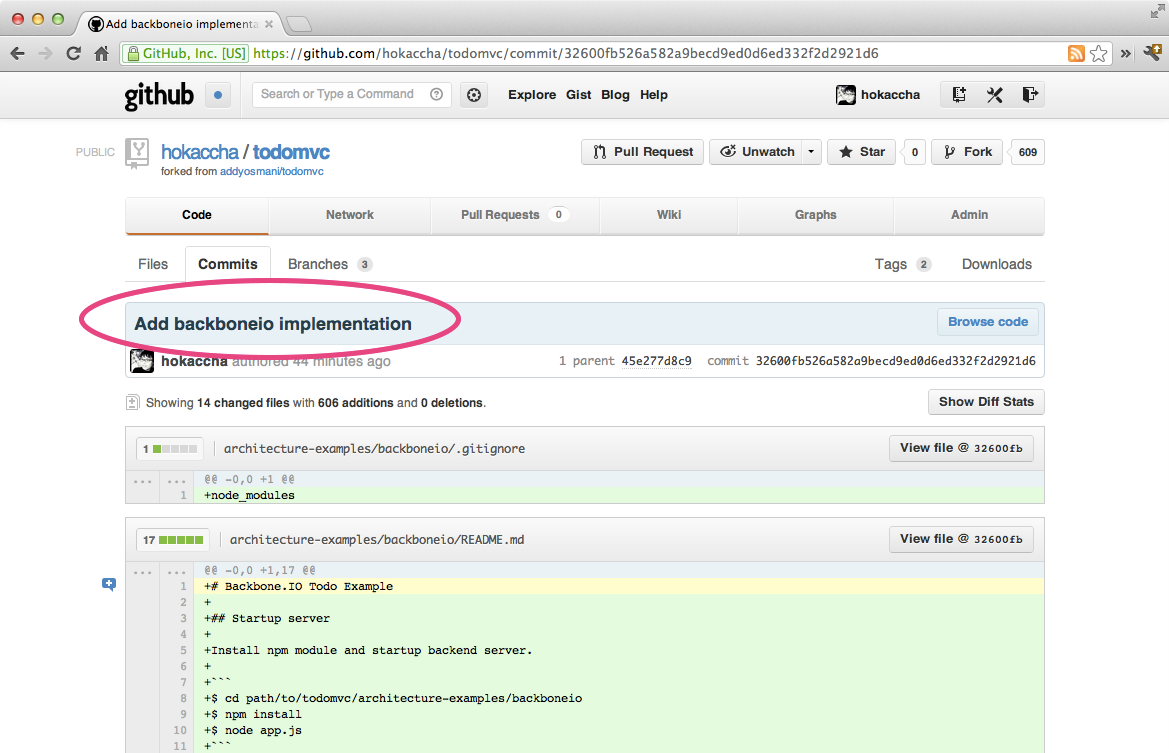 Add backboneio implementa
GitHub, Inc. [US] https://github.com/hokaccha/todomvc/commit/32600fb526a582a9becd9ed0d6ed332f2d2921d6
github Search or Type a Command Explore Gist Blog Help hokaccha
PUBLIC hokaccha / todomvc Pull Request Unwatch Star 0 Fork 609
forked from addyosmani/todomvc
Code Network Pull Requests 0 Wiki Graphs Admin
Files Commits Branches 3 Tags 2 Downloads
Add backboneio implementation Browse code
hokaccha authored 44 minutes ago 1 parent 45e277d8c9 commit 32600fb526a582a9becd9ed0d6ed332f2d2921d6
Showing 14 changed files with 606 additions and 0 deletions. Show Diff Stats
1 architecture-examples/backboneio/.gitignore View file @ 32600fb
... ... @@ -0,0 +1 @@
1 +node_modules
17 architecture-examples/backboneio/README.md View file @ 32600fb
... ... @@ -0,0 +1,17 @@
1 +# Backbone.IO Todo Example
2 +
3 +## Startup server
4 +
5 +Install npm module and startup backend server.
6 +
7 +```
8 +$ cd path/to/todomvc/architecture-examples/backboneio
9 +$ npm install
10 +$ node app.js
11 +```